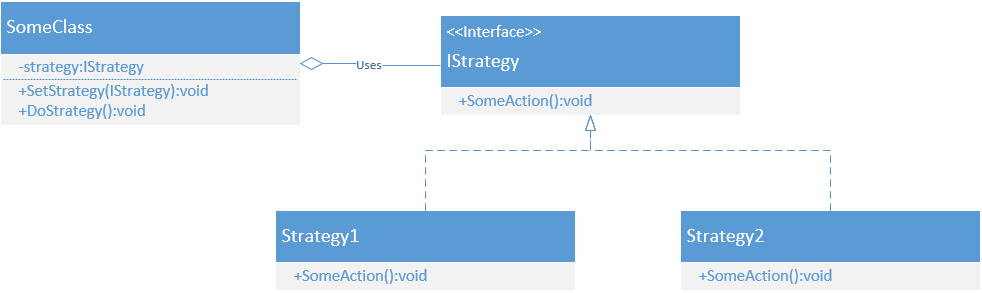 SomeClass
-strategy:IStrategy
+SetStrategy(IStrategy):void
+DoStrategy():void
Uses
<<Interface>>
IStrategy
+SomeAction():void
Strategy1
+SomeAction():void
Strategy2
+SomeAction():void